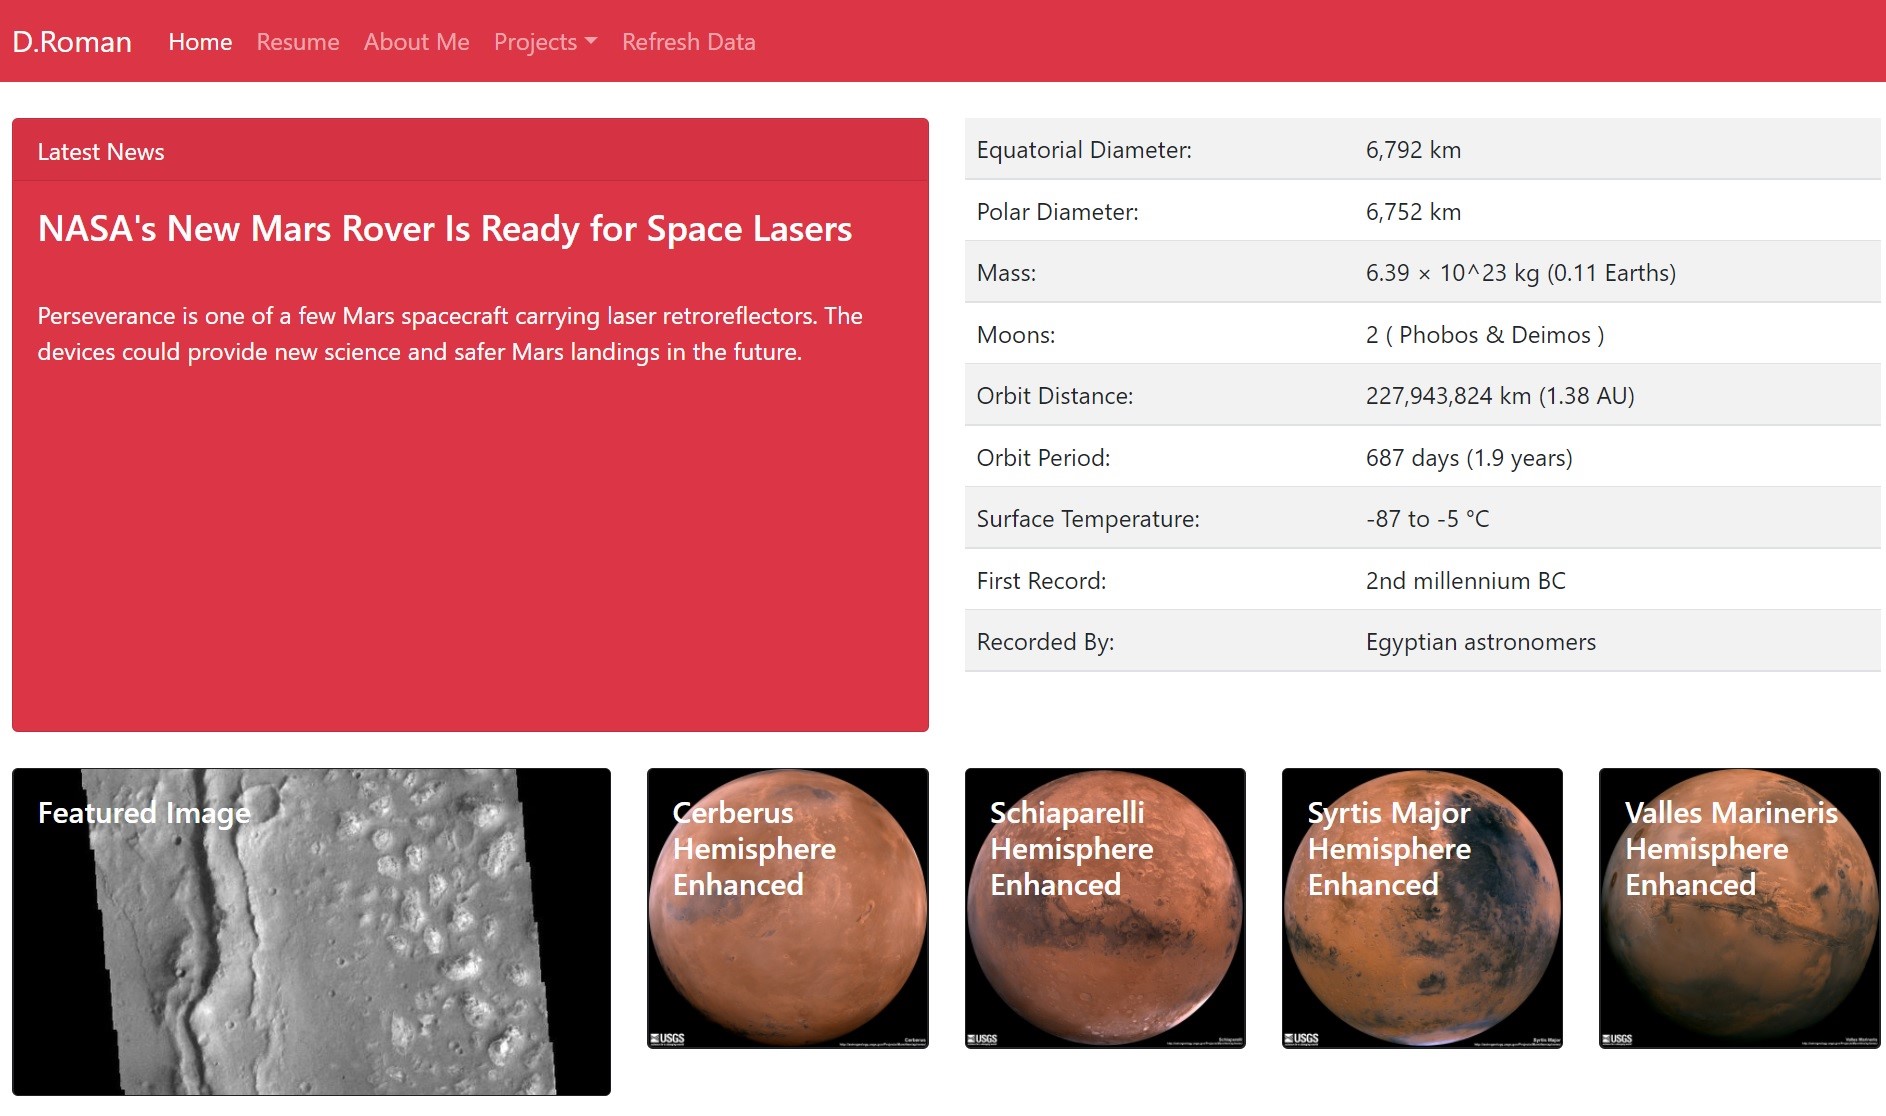 D.Roman Home Resume About Me Projects Refresh Data
Latest News
NASA's New Mars Rover Is Ready for Space Lasers
Perseverance is one of a few Mars spacecraft carrying laser retroreflectors. The
devices could provide new science and safer Mars landings in the future.
Equatorial Diameter: 6,792 km
Polar Diameter: 6,752 km
Mass: 6.39 × 10^23 kg (0.11 Earths)
Moons: 2 ( Phobos & Deimos )
Orbit Distance: 227,943,824 km (1.38 AU)
Orbit Period: 687 days (1.9 years)
Surface Temperature: -87 to -5 °C
First Record: 2nd millennium BC
Recorded By: Egyptian astronomers
Featured Image
Cerberus
Hemisphere
Enhanced
USGS
Cerberus
Schiaparelli
Hemisphere
Enhanced
USGS
Schiaparelli
Syrtis Major
Hemisphere
Enhanced
USGS
Syrtis Major
Valles Marineris
Hemisphere
Enhanced
USGS
Valles Marineris